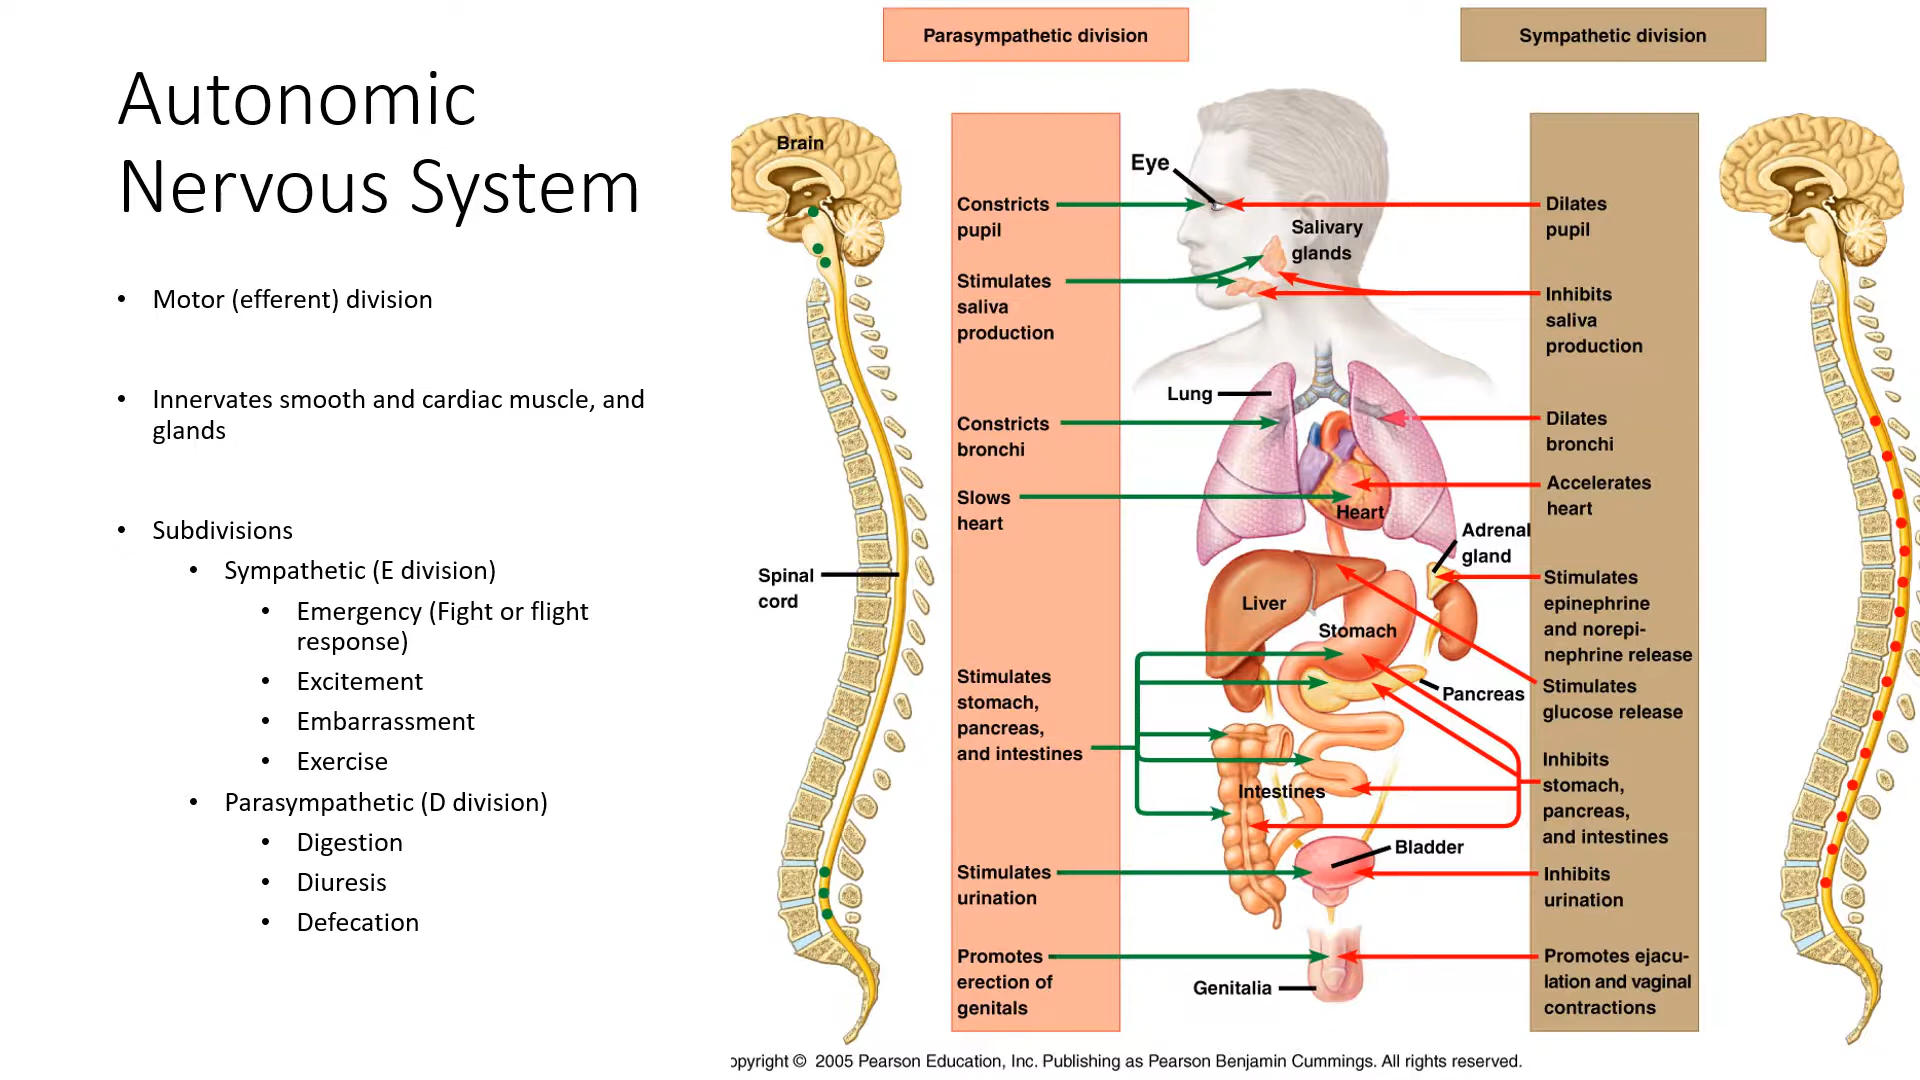 Autonomic
Nervous System
• Motor (efferent) division
• Innervates smooth and cardiac muscle, and
glands
• Subdivisions
• Sympathetic (E division)
• Emergency (Fight or flight
response)
• Excitement
• Embarrassment
• Exercise
• Parasympathetic (D division)
• Digestion
• Diuresis
• Defecation
Parasympathetic division
Brain
Spinal
cord
Constricts
pupil
Stimulates
saliva
production
Constricts
bronchi
Slows
heart
Stimulates
stomach,
pancreas,
and intestines
Stimulates
urination
Promotes
erection of
genitals
Eye
Salivary
glands
Lung
Heart
Adrenal
gland
Liver
Stomach
Pancreas
Intestines
Bladder
Genitalia
Sympathetic division
Dilates
pupil
Inhibits
saliva
production
Dilates
bronchi
Accelerates
heart
Stimulates
epinephrine
and norepi-
nephrine release
Stimulates
glucose release
Inhibits
stomach,
pancreas,
and intestines
Inhibits
urination
Promotes ejacu-
lation and vaginal
contractions
opyright © 2005 Pearson Education, Inc. Publishing as Pearson Benjamin Cummings. All rights reserved.